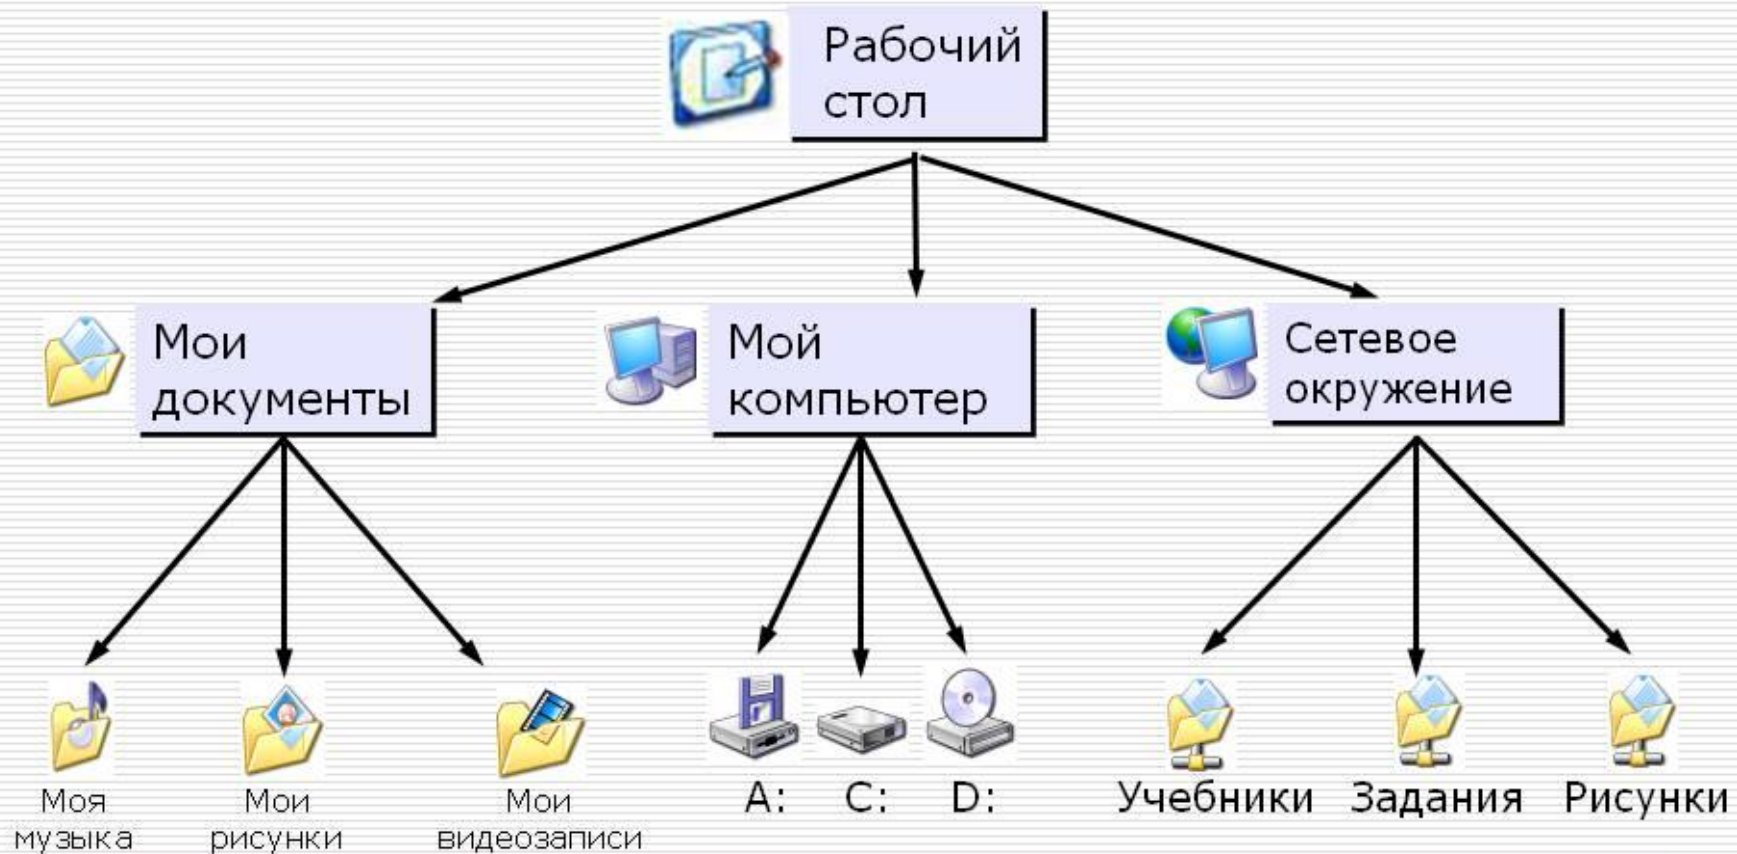 Рабочий
стол
Мои
документы
Мой
компьютер
Сетевое
окружение
Моя
музыка
Мои
рисунки
Мои
видеозаписи
A:
C:
D:
Учебники
Задания
Рисунки